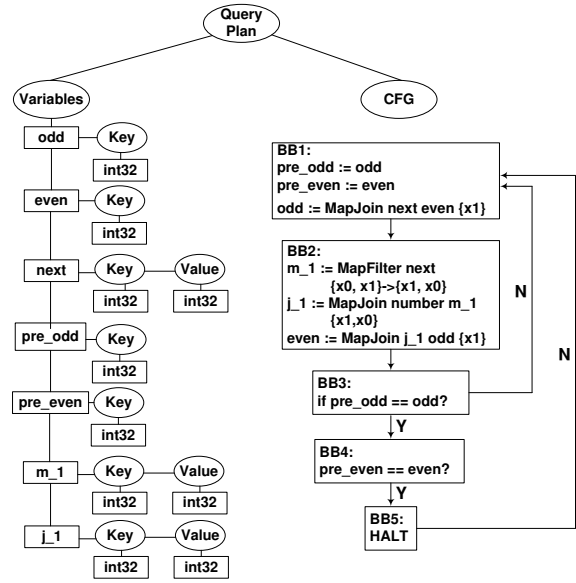 Query
Plan
Variables
CFG
odd
Key
int32
even
Key
int32
next
Key
Value
int32
int32
pre_odd
Key
int32
pre_even
Key
int32
m_1
Key
Value
int32
int32
j_1
Key
Value
int32
int32
BB1:
pre_odd := odd
pre_even := even
odd := MapJoin next even {x1}
BB2:
m_1 := MapFilter next
{x0, x1}->{x1, x0}
j_1 := MapJoin number m_1
{x1,x0}
even := MapJoin j_1 odd {x1}
BB3:
if pre_odd == odd?
N
Y
BB4:
pre_even == even?
N
Y
BB5:
HALT